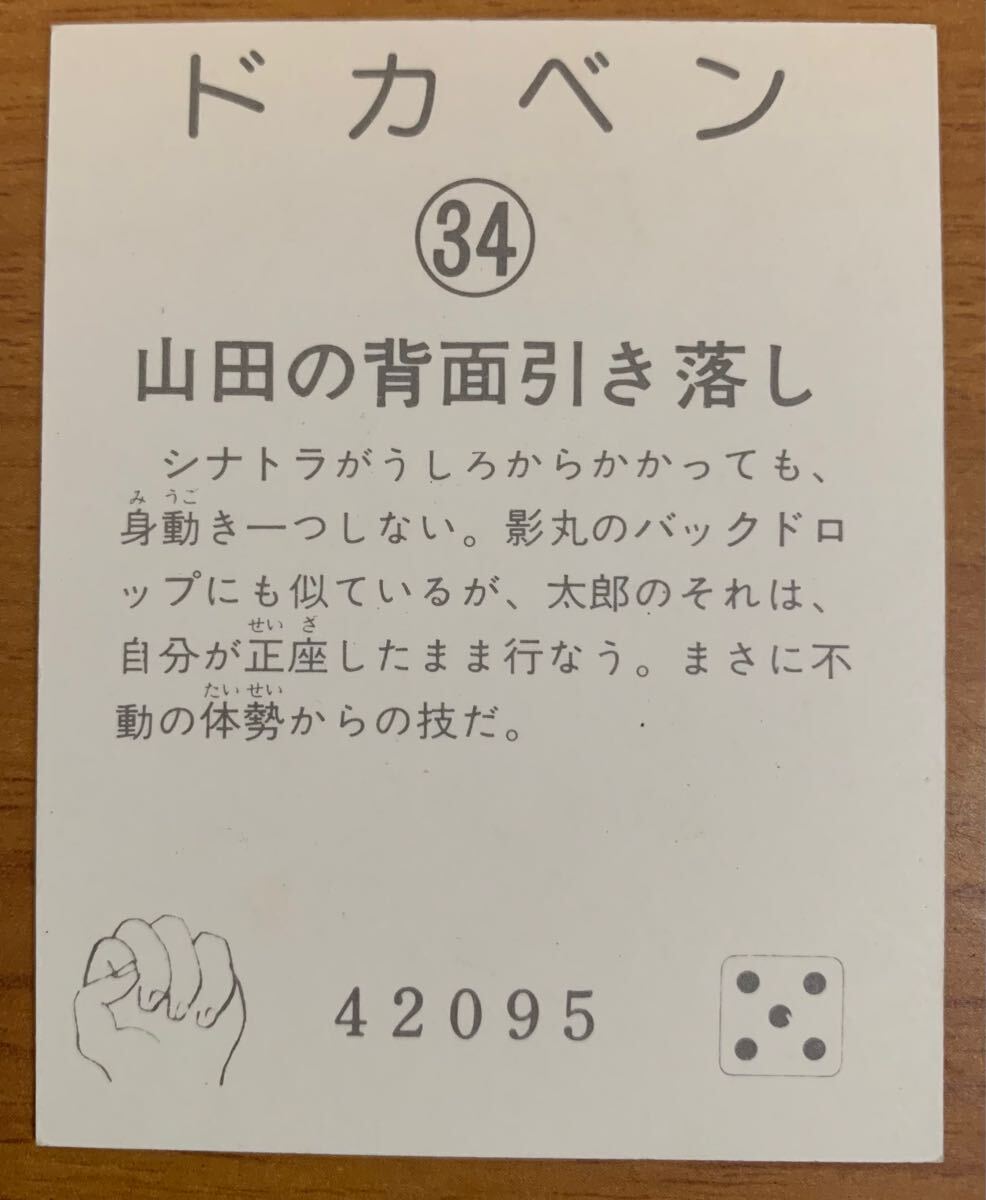 ドカベン
34
山田の背面引き落し
シナトラがうしろからかかっても、
みうご
身動き一つしない。影丸のバックドロ
ップにも似ているが、太郎のそれは、
せいざ
自分が正座したまま行なう。まさに不
たいせい
動の体勢からの技だ。
42095